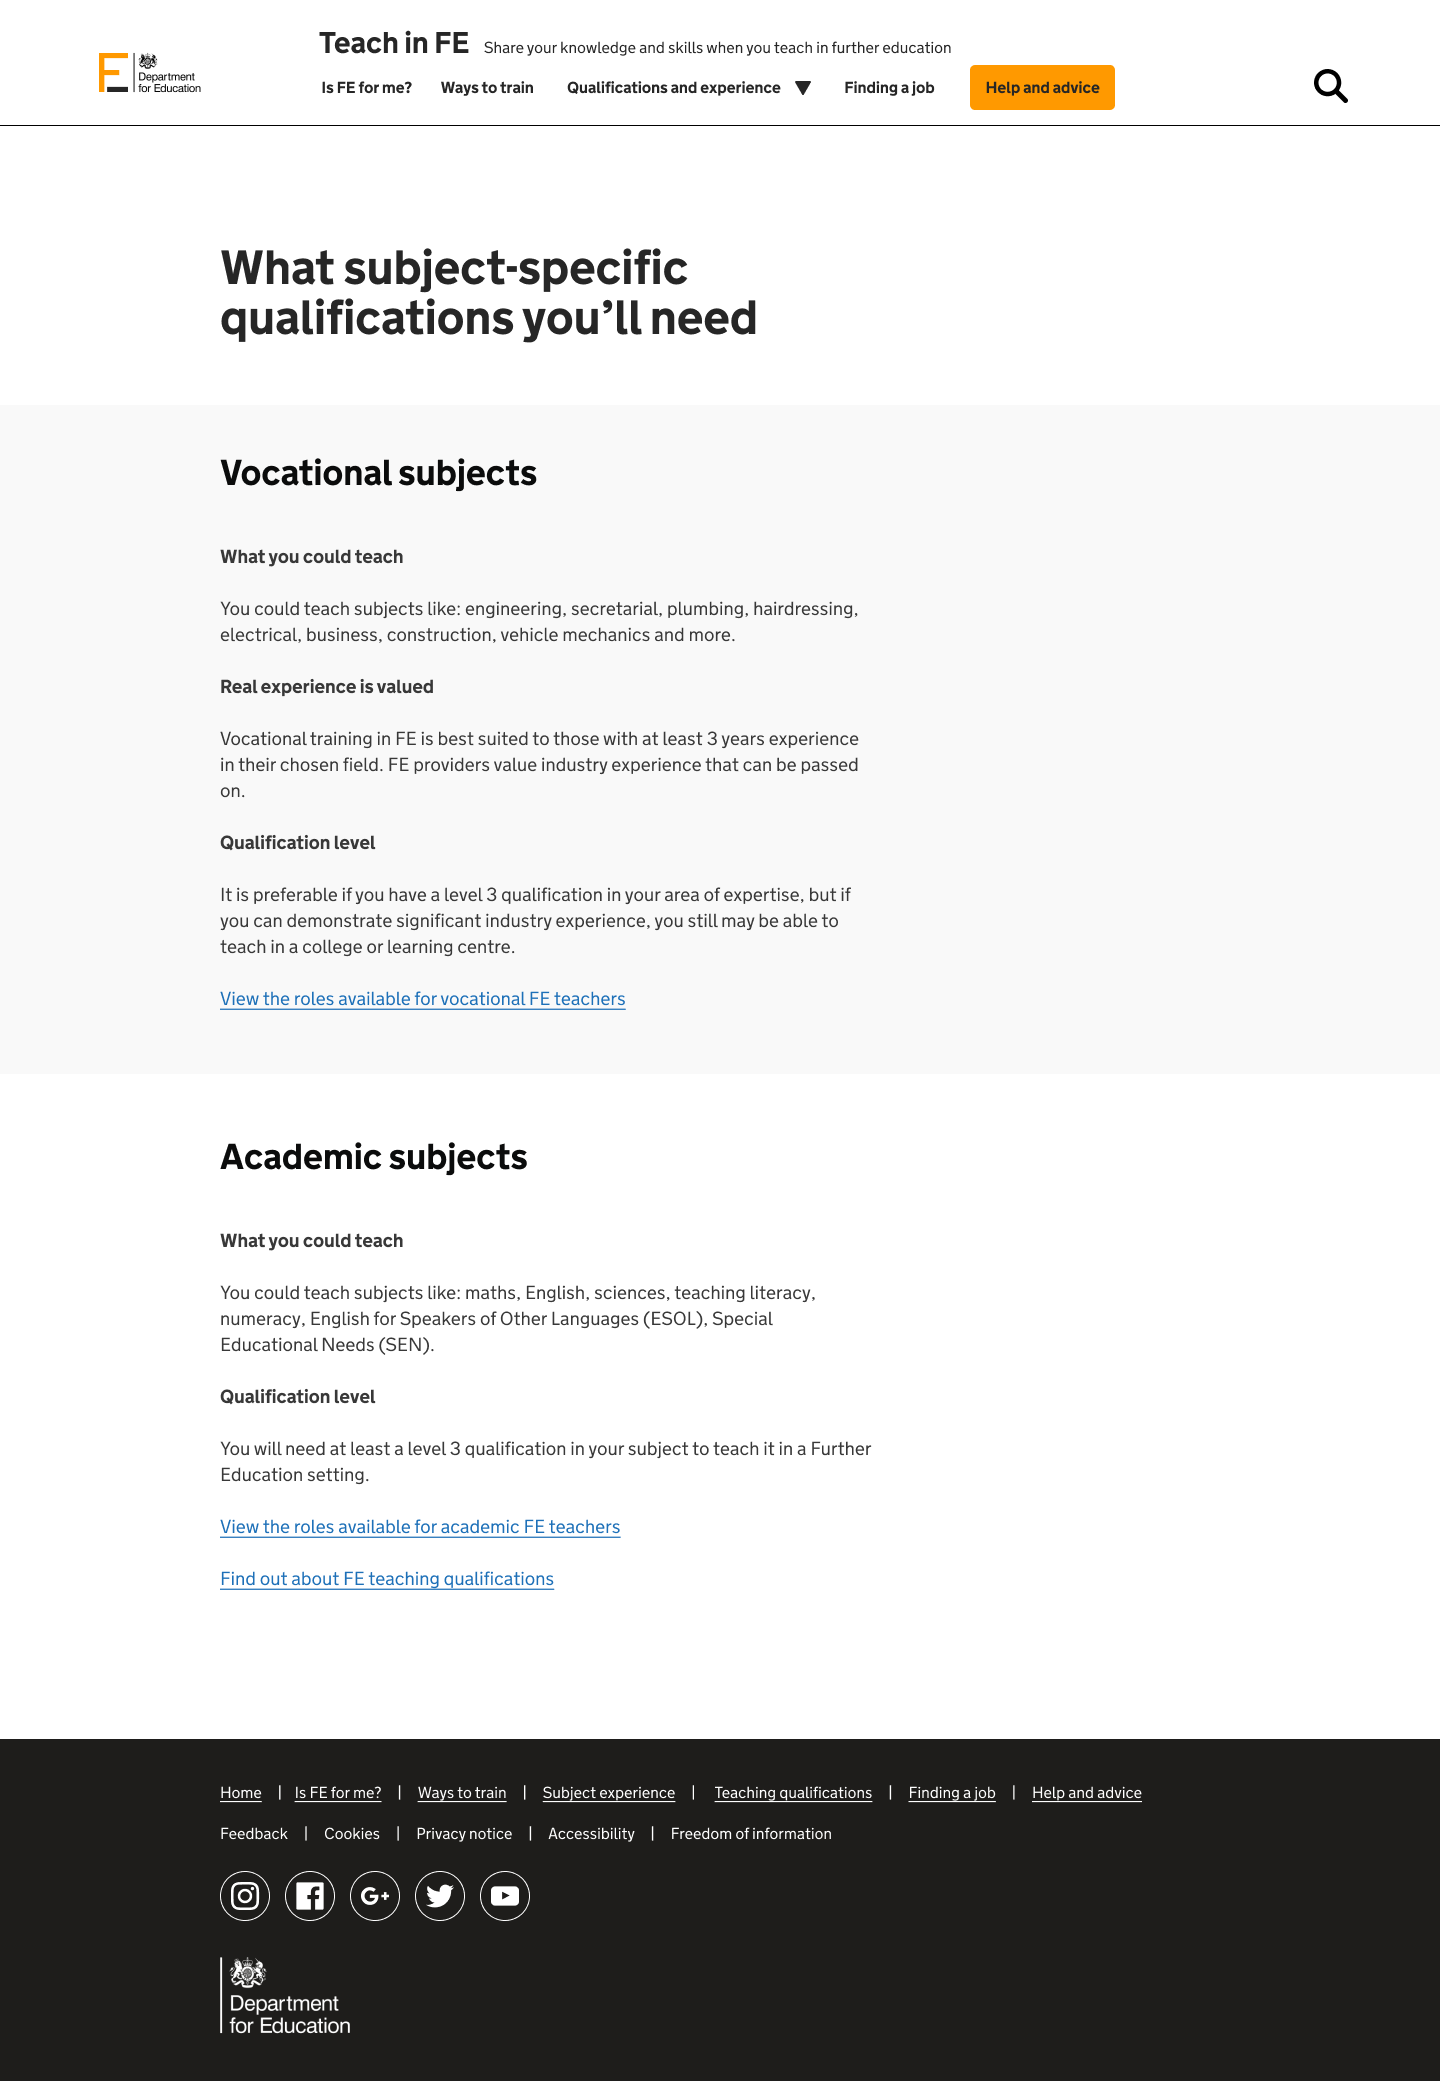 Teach in FE Share your knowledge and skills when you teach in further education
Department
for Education
Is FE for me? Ways to train Qualifications and experience ▼ Finding a job Help and advice
What subject-specific
qualifications you’ll need
Vocational subjects
What you could teach
You could teach subjects like: engineering, secretarial, plumbing, hairdressing,
electrical, business, construction, vehicle mechanics and more.
Real experience is valued
Vocational training in FE is best suited to those with at least 3 years experience
in their chosen field. FE providers value industry experience that can be passed
on.
Qualification level
It is preferable if you have a level 3 qualification in your area of expertise, but if
you can demonstrate significant industry experience, you still may be able to
teach in a college or learning centre.
View the roles available for vocational FE teachers
Academic subjects
What you could teach
You could teach subjects like: maths, English, sciences, teaching literacy,
numeracy, English for Speakers of Other Languages (ESOL), Special
Educational Needs (SEN).
Qualification level
You will need at least a level 3 qualification in your subject to teach it in a Further
Education setting.
View the roles available for academic FE teachers
Find out about FE teaching qualifications
Home | Is FE for me? | Ways to train | Subject experience | Teaching qualifications | Finding a job | Help and advice
Feedback | Cookies | Privacy notice | Accessibility | Freedom of information
G+
Department
for Education